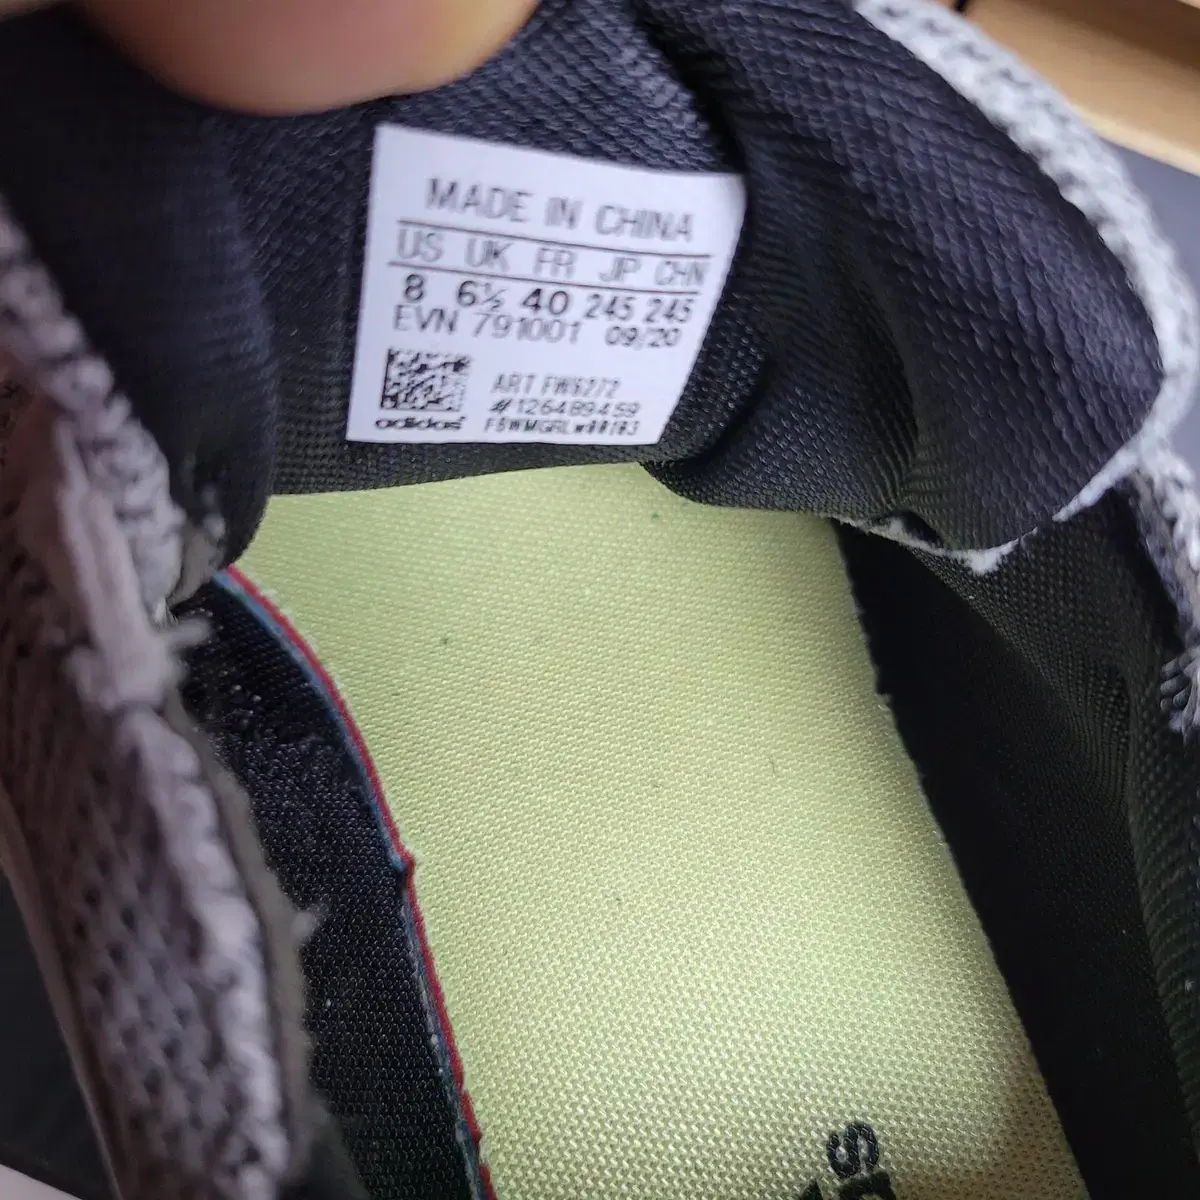 MADE IN CHINA
US UK FR JP CHN
8 6½ 40 245 245
EVN 791001 09/20
ART FW6272
#126489459
adidas